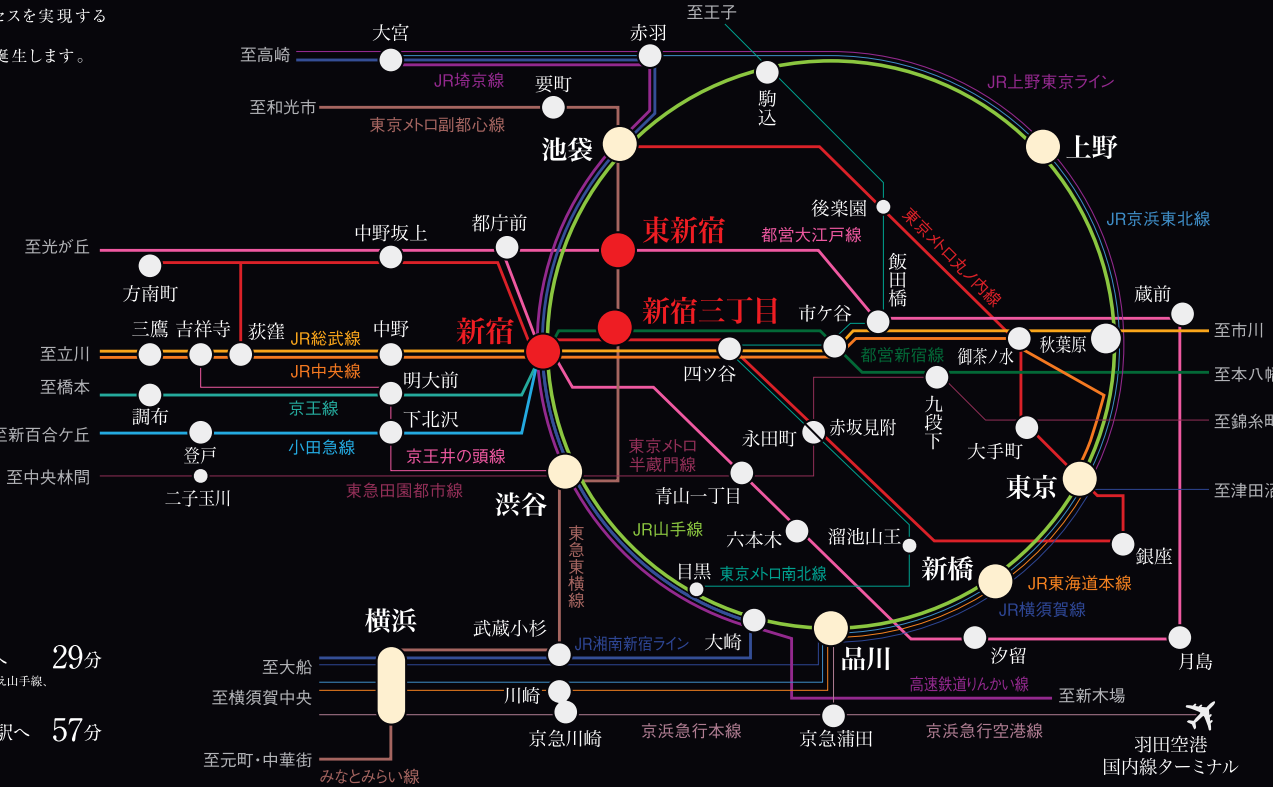 セスを実現する
誕生します。
至王子
大宮
赤羽
至高崎
JR埼京線
JR上野東京ライン
要町
駒込
至和光市
東京メトロ副都心線
池袋
上野
都庁前
東新宿
後楽園
東京メトロ丸ノ内線
JR京浜東北線
中野坂上
都営大江戸線
至光が丘
飯田橋
方南町
蔵前
新宿三丁目
市ケ谷
三鷹
吉祥寺
荻窪
JR総武線
中野
新宿
秋葉原
至市川
至立川
JR中央線
都営新宿線
御茶ノ水
四ツ谷
至本八幡
至橋本
明大前
調布
京王線
九段下
下北沢
赤坂見附
至錦糸町
至新百合ケ丘
小田急線
永田町
登戸
京王井の頭線
東京メトロ
半蔵門線
大手町
至中央林間
二子玉川
東急田園都市線
渋谷
青山一丁目
東京
至津田沼
東急東横線
JR山手線
六本木
溜池山王
銀座
新橋
目黒
東京メトロ南北線
JR東海道本線
JR横須賀線
横浜
武蔵小杉
JR湘南新宿ライン
大崎
品川
汐留
月島
へ 29分
え山手線、
至大船
至横須賀中央
川崎
高速鉄道りんかい線
至新木場
駅へ 57分
京急川崎
京浜急行本線
京急蒲田
京浜急行空港線
羽田空港
国内線ターミナル
至元町・中華街
みなとみらい線